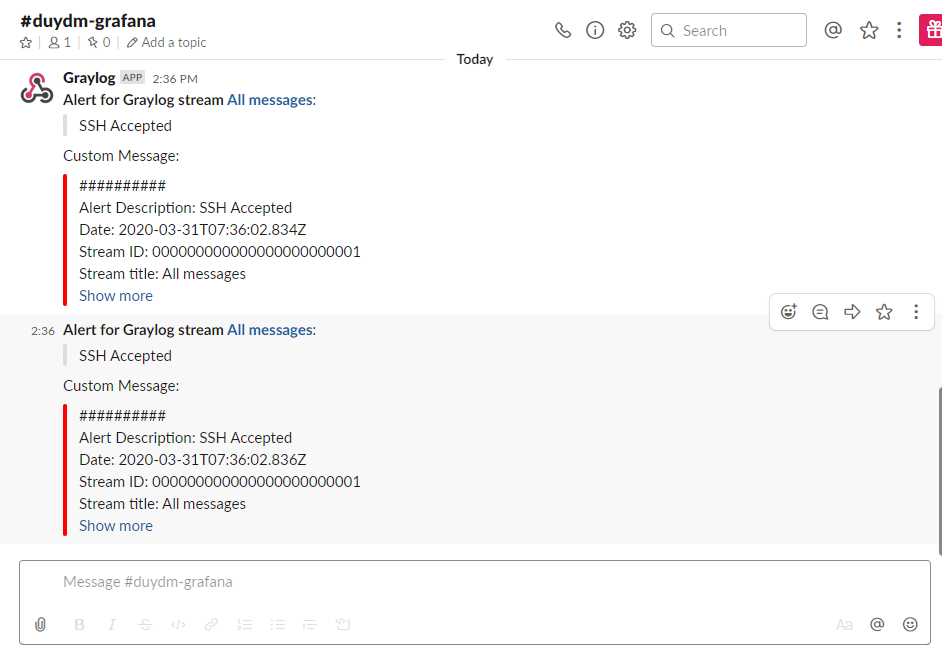 #duydm-grafana
1 | 0 | Add a topic
Search
Today
Graylog APP 2:36 PM
Alert for Graylog stream All messages:
SSH Accepted
Custom Message:
##########
Alert Description: SSH Accepted
Date: 2020-03-31T07:36:02.834Z
Stream ID: 000000000000000000000001
Stream title: All messages
Show more
2:36 Alert for Graylog stream All messages:
SSH Accepted
Custom Message:
##########
Alert Description: SSH Accepted
Date: 2020-03-31T07:36:02.836Z
Stream ID: 000000000000000000000001
Stream title: All messages
Show more
Message #duydm-grafana
B I S </> Aa @